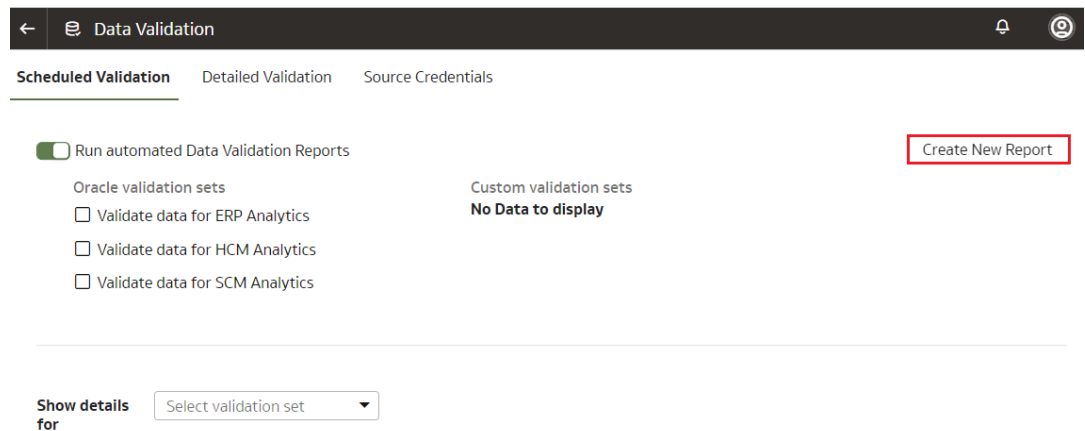 Data Validation
Scheduled Validation Detailed Validation Source Credentials
Run automated Data Validation Reports Create New Report
Oracle validation sets Custom validation sets
Validate data for ERP Analytics No Data to display
Validate data for HCM Analytics
Validate data for SCM Analytics
Show details Select validation set
for